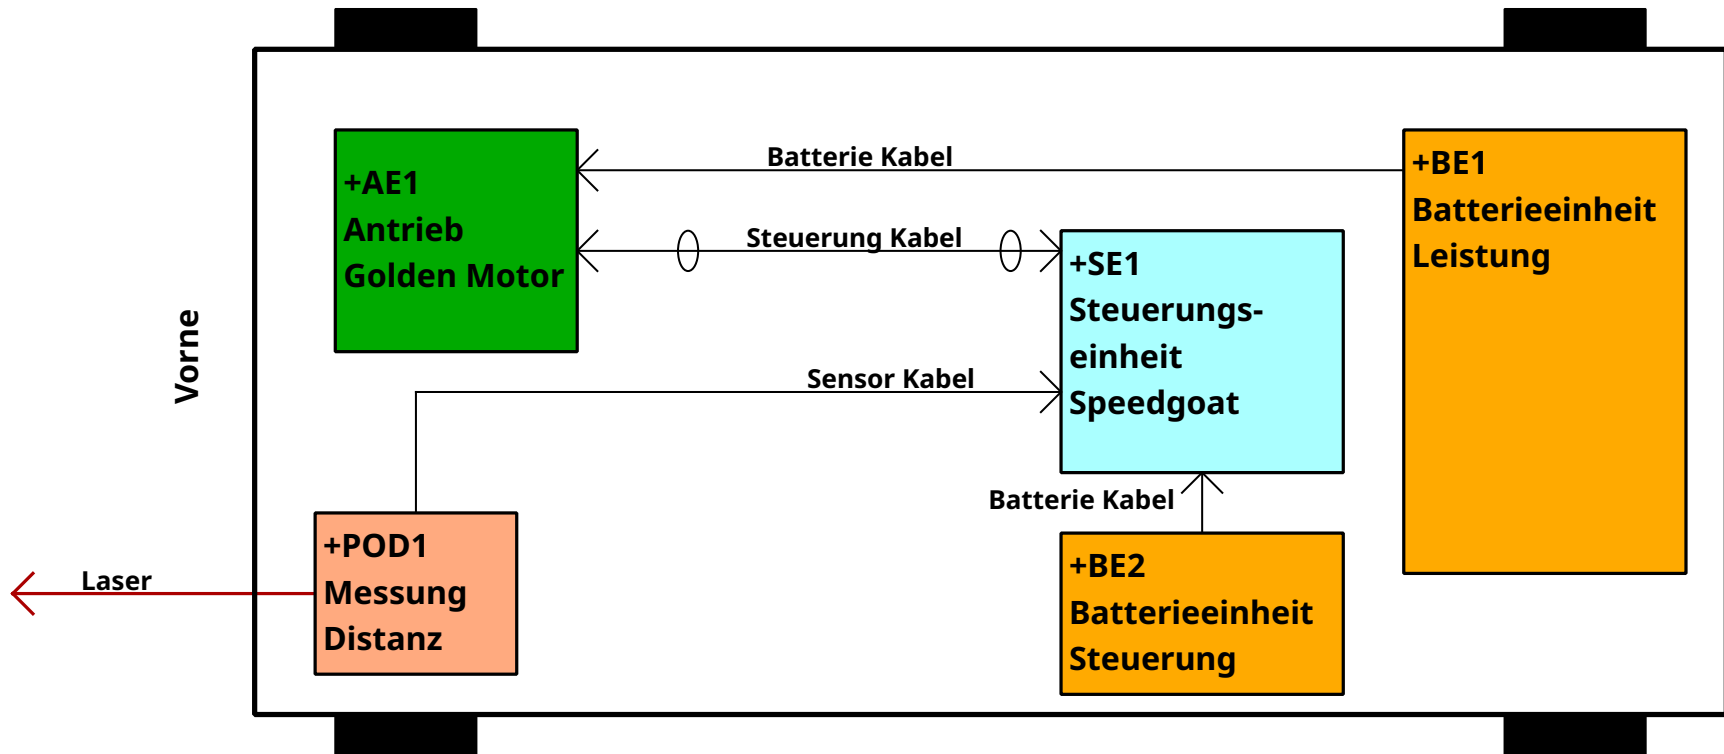 Vorne
+AE1
Antrieb
Golden Motor
Batterie Kabel
+BE1
Batterieeinheit
Leistung
Steuerung Kabel
+SE1
Steuerungs-
einheit
Speedgoat
Sensor Kabel
Batterie Kabel
+BE2
Batterieeinheit
Steuerung
+POD1
Messung
Distanz
Laser